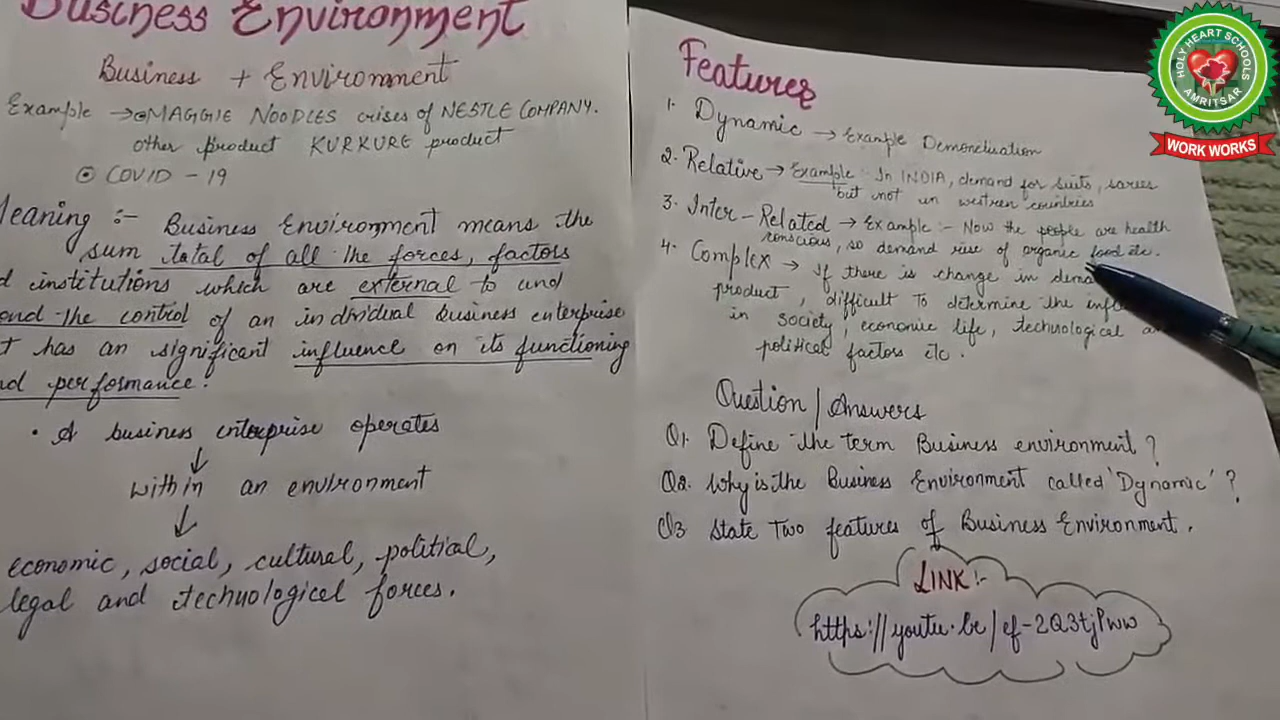 Business Environment
Business + Environment
Example → MAGGIE NOODLES crises of NESTLE COMPANY.
other product KURKURE product
COVID - 19
Meaning :- Business Environment means the
sum total of all the forces, factors
institutions which are external to and
the control of an individual business enterprise
has an significant influence on its functioning
performance.
• A business enterprise operates
↓
within an environment
↓
economic, social, cultural, political,
legal and technological forces.
Features
1. Dynamic → Example
2. Relative → Example :- In INDIA, demand for suits, saries
but not in western countries
3. Inter-Related → Example :- Now the people are health
conscious, so demand rise of organic food etc.
4. Complex → If there is change in
product, difficult to determine the
in society, economic life, technological
political factors etc.
Question / Answers
Q1. Define the term Business environment ?
Q2. Why is the Business Environment called 'Dynamic' ?
Q3 State Two features of Business Environment.
LINK :-
https://youtu.be/ef-2Q3tjPww
HOLY HEART SCHOOLS
AMRITSAR
WORK WORKS